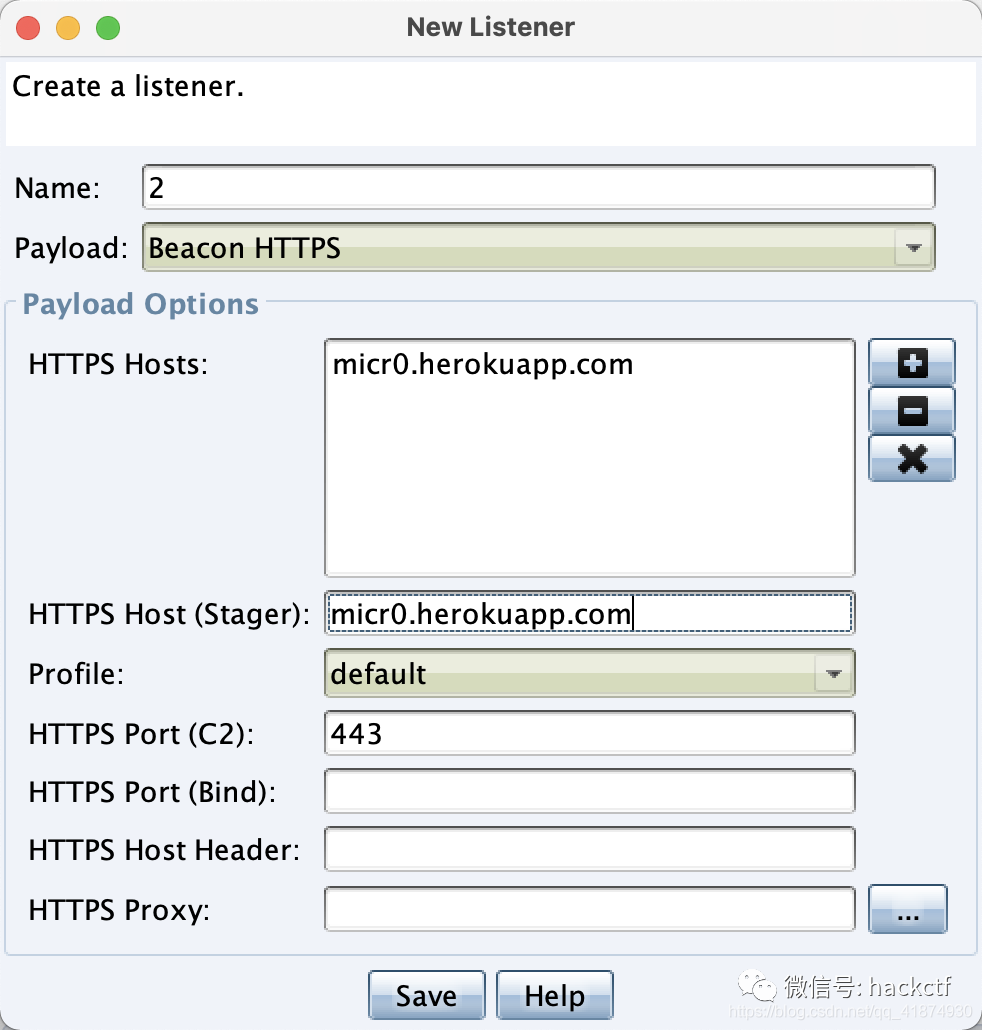 New Listener
Create a listener.
Name: 2
Payload: Beacon HTTPS
Payload Options
HTTPS Hosts: micr0.herokuapp.com
HTTPS Host (Stager): micr0.herokuapp.com
Profile: default
HTTPS Port (C2): 443
HTTPS Port (Bind):
HTTPS Host Header:
HTTPS Proxy: ...
Save Help
微信号: hackctf
https://blog.csdn.net/qq_41874930